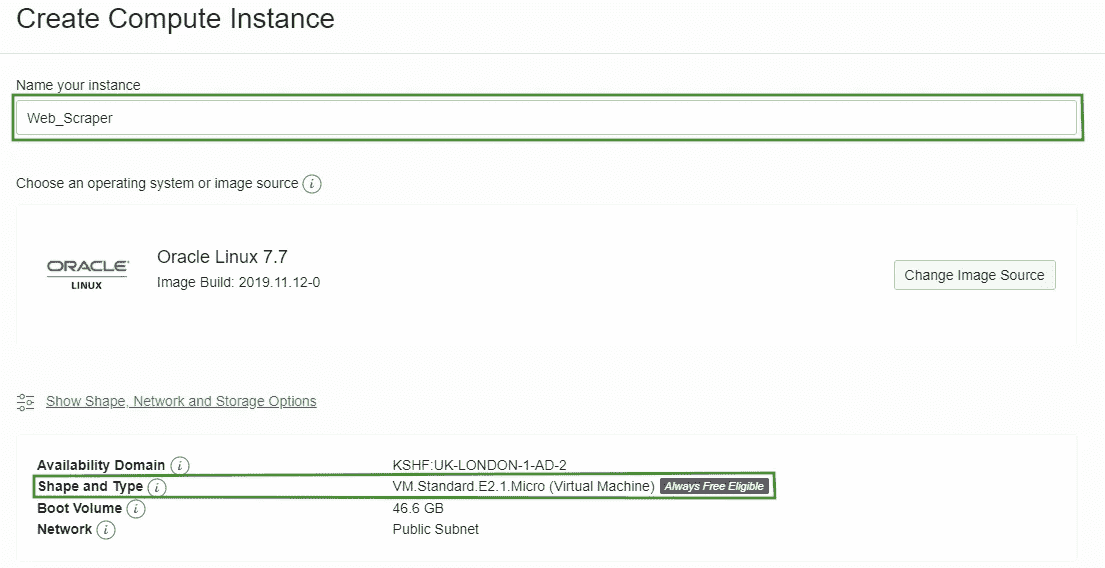 Create Compute Instance
Name your instance
Web_Scraper
Choose an operating system or image source i
ORACLE
LINUX
Oracle Linux 7.7
Image Build: 2019.11.12-0
Change Image Source
Show Shape, Network and Storage Options
Availability Domain i KSHF:UK-LONDON-1-AD-2
Shape and Type i VM.Standard.E2.1.Micro (Virtual Machine) Always Free Eligible
Boot Volume i 46.6 GB
Network i Public Subnet